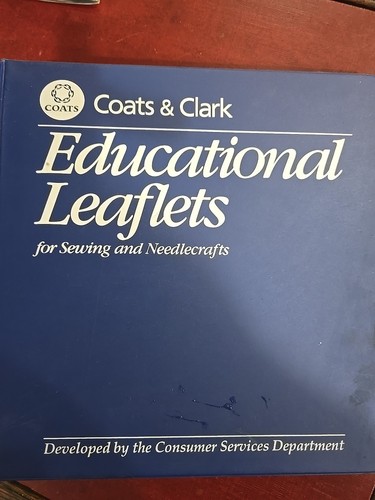 COATS
Coats & Clark
Educational
Leaflets
for Sewing and Needlecrafts
Developed by the Consumer Services Department